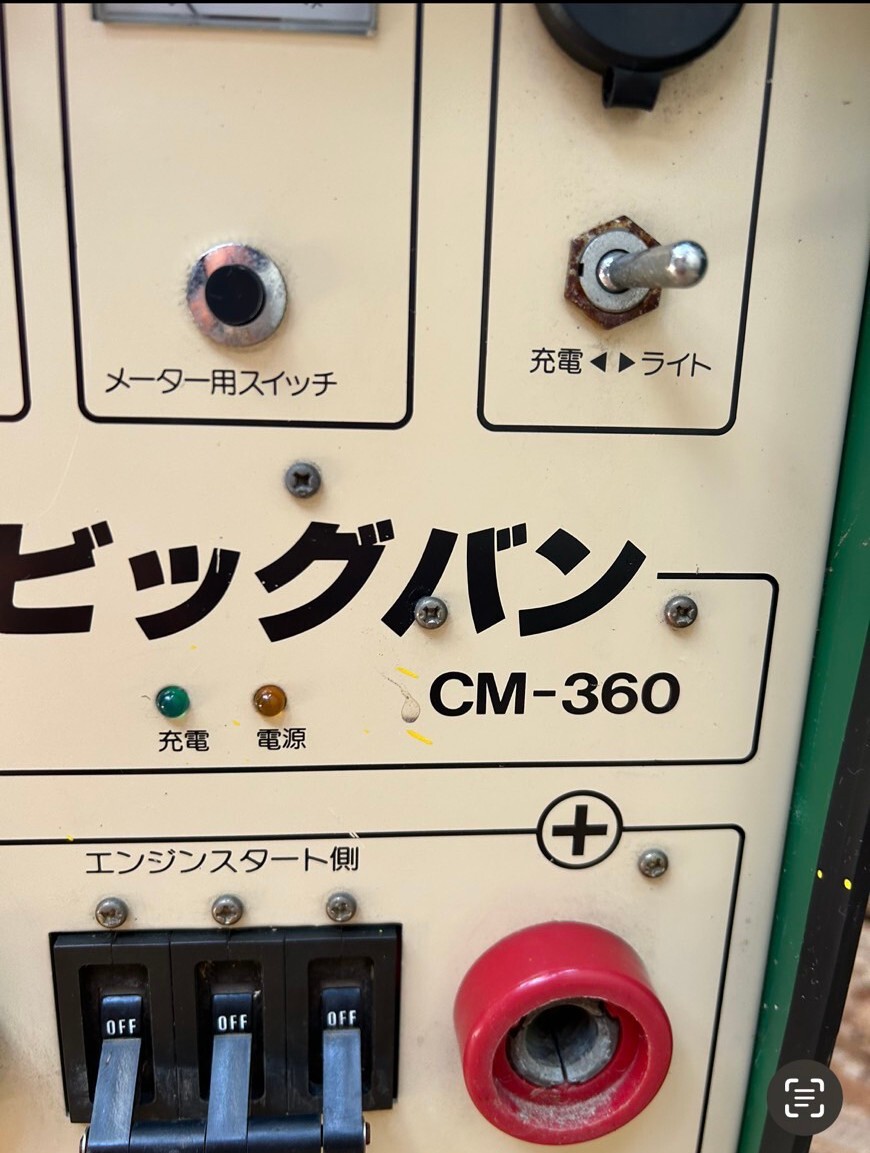 メーター用スイッチ
充電◀▶ライト
ビッグバン
CM-360
充電
電源
+
エンジンスタート側
OFF OFF OFF